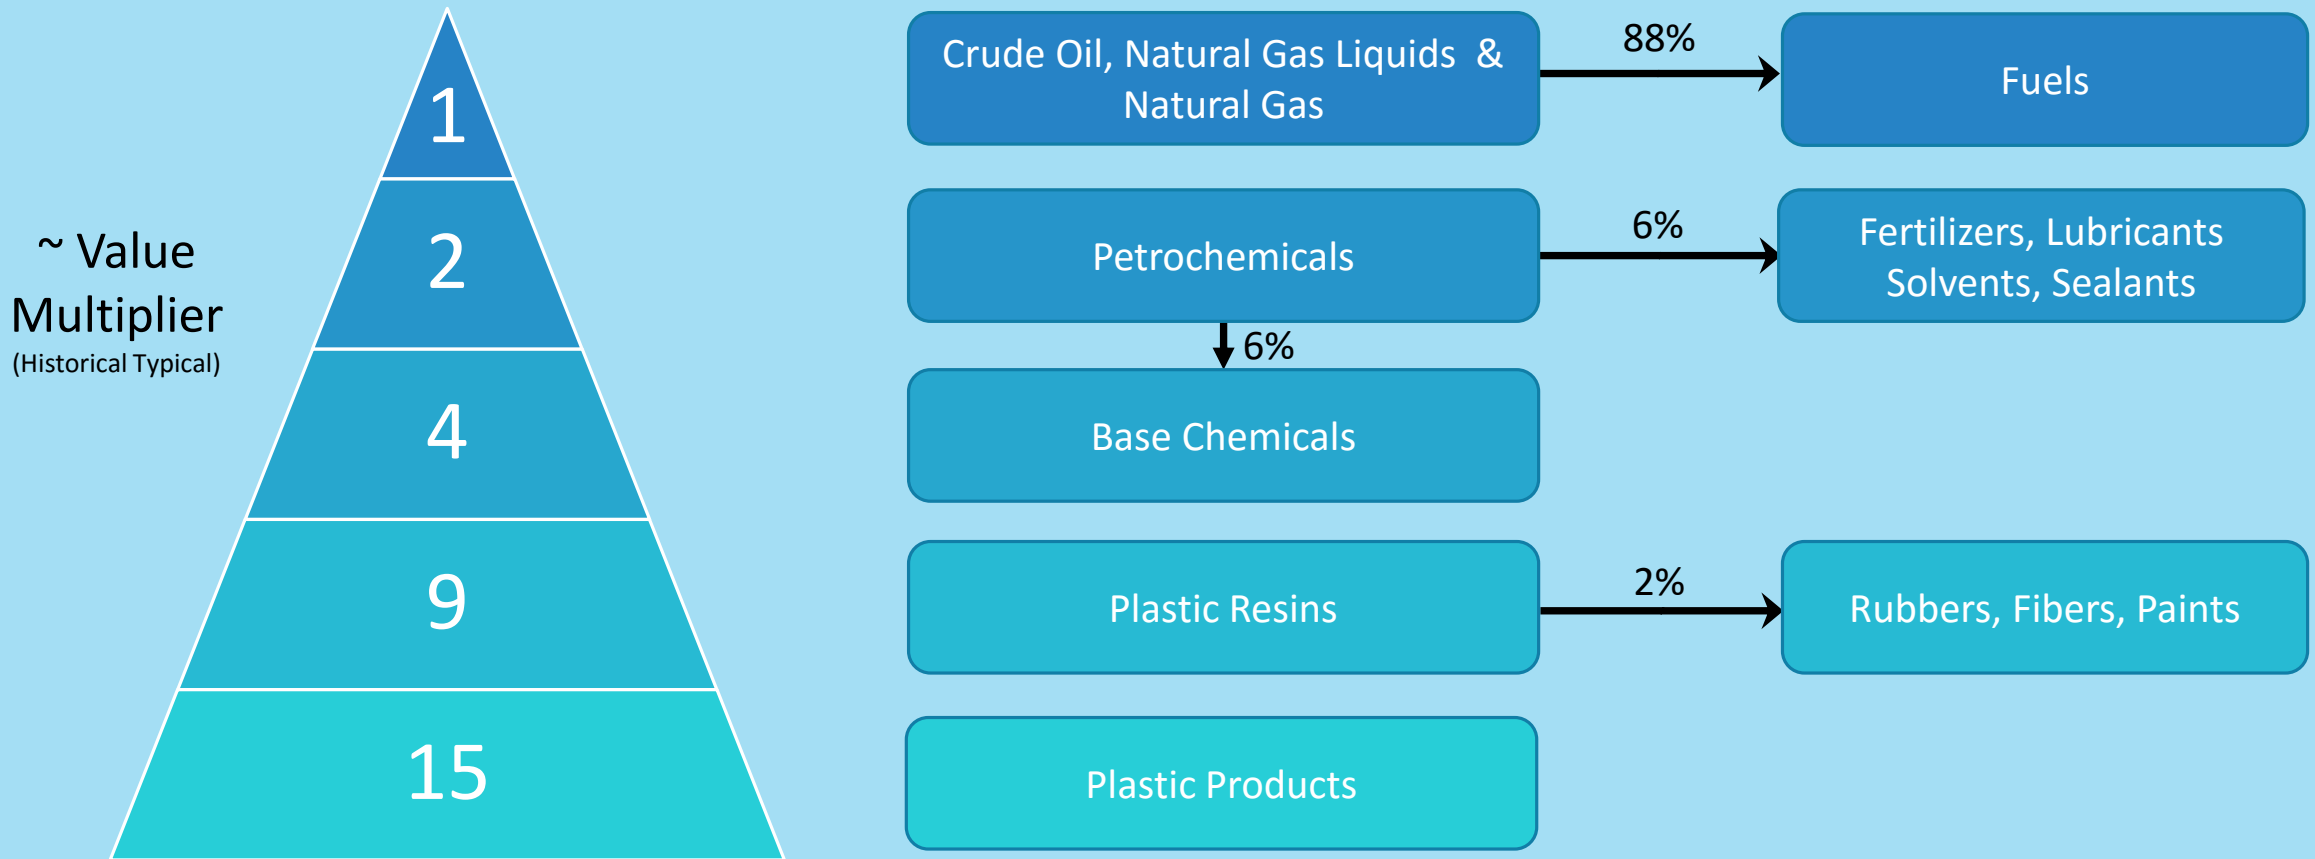 ~ Value
Multiplier
(Historical Typical)
1
2
4
9
15
Crude Oil, Natural Gas Liquids &
Natural Gas
88%
Fuels
Petrochemicals
6%
Fertilizers, Lubricants
Solvents, Sealants
6%
Base Chemicals
Plastic Resins
2%
Rubbers, Fibers, Paints
Plastic Products